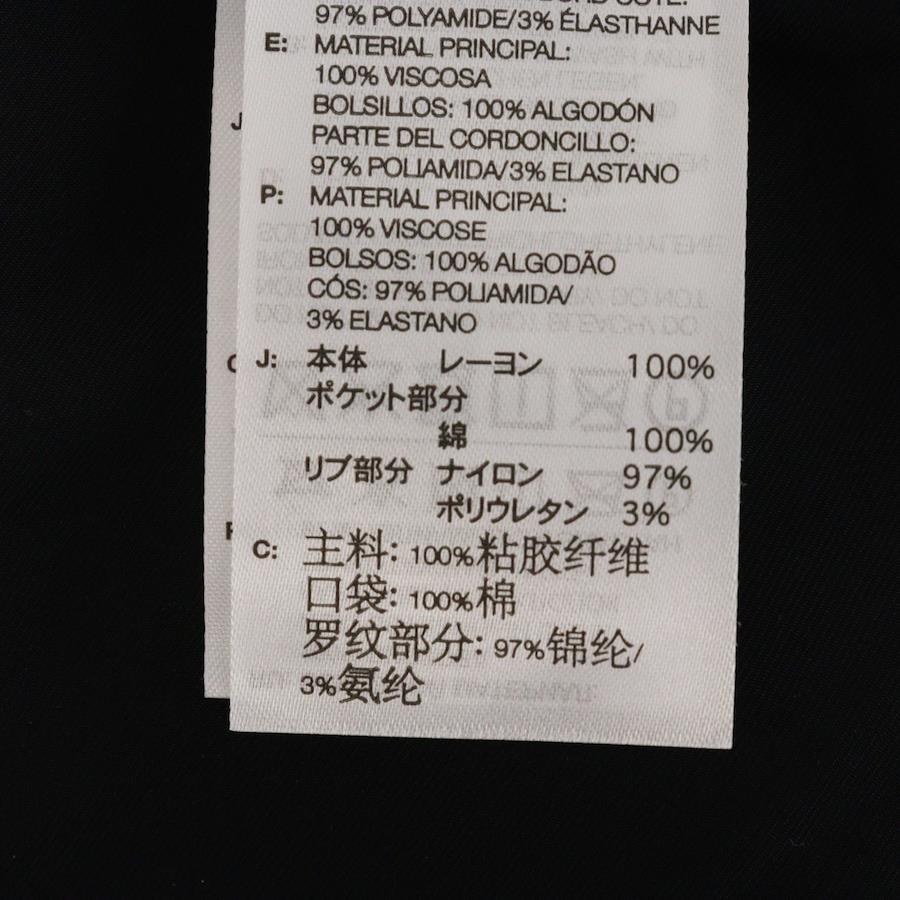 97% POLYAMIDE/3% ÉLASTHANNE
E: MATERIAL PRINCIPAL:
100% VISCOSA
BOLSILLOS: 100% ALGODÓN
PARTE DEL CORDONCILLO:
97% POLIAMIDA/3% ELASTANO
P: MATERIAL PRINCIPAL:
100% VISCOSE
BOLSOS: 100% ALGODÃO
CÓS: 97% POLIAMIDA/
3% ELASTANO
J: 本体 レーヨン 100%
ポケット部分
綿 100%
リブ部分 ナイロン 97%
ポリウレタン 3%
C: 主料: 100%粘胶纤维
口袋: 100%棉
罗纹部分: 97%锦纶/
3%氨纶